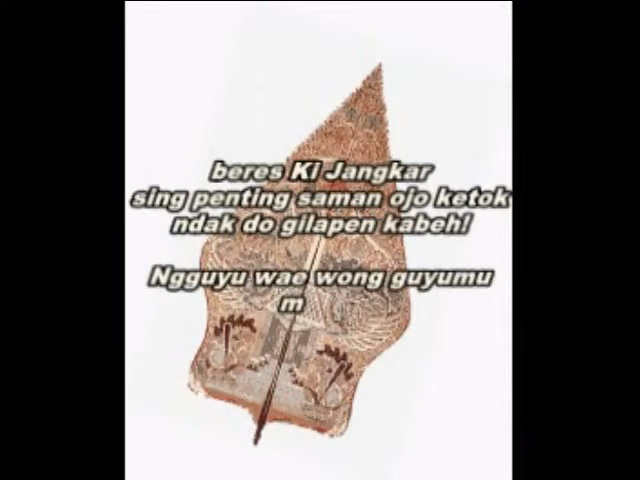 beres Ki Jangkar
sing penting saman ojo ketok
ndak do gilapen kabeh!
Ngguyu wae wong guyumu
m